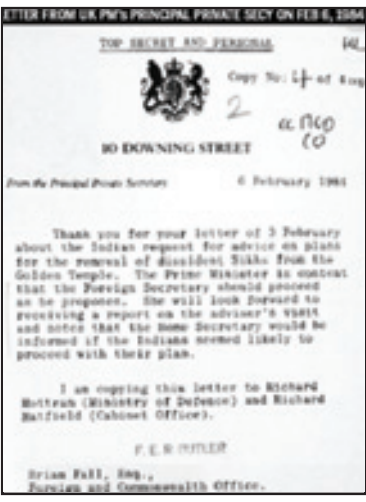 LETTER FROM UK PM'S PRINCIPAL PRIVATE SECY ON FEB 6, 1984
TOP SECRET AND PERSONAL
Copy No: 4 of 4
2
cc MOD
CO
10 DOWNING STREET
From the Principal Private Secretary
6 February 1984
Thank you for your letter of 3 February
about the Indian request for advice on plans
for the removal of dissident Sikhs from the
Golden Temple. The Prime Minister is content
that the Foreign Secretary should proceed
as he proposes. She will look forward to
receiving a report on the adviser's visit
and notes that the Home Secretary would be
informed if the Indians seemed likely to
proceed with their plan.
I am copying this letter to Richard
Mottram (Ministry of Defence) and Richard
Hatfield (Cabinet Office).
F. E. R. BUTLER
Brian Fall, Esq.,
Foreign and Commonwealth Office.